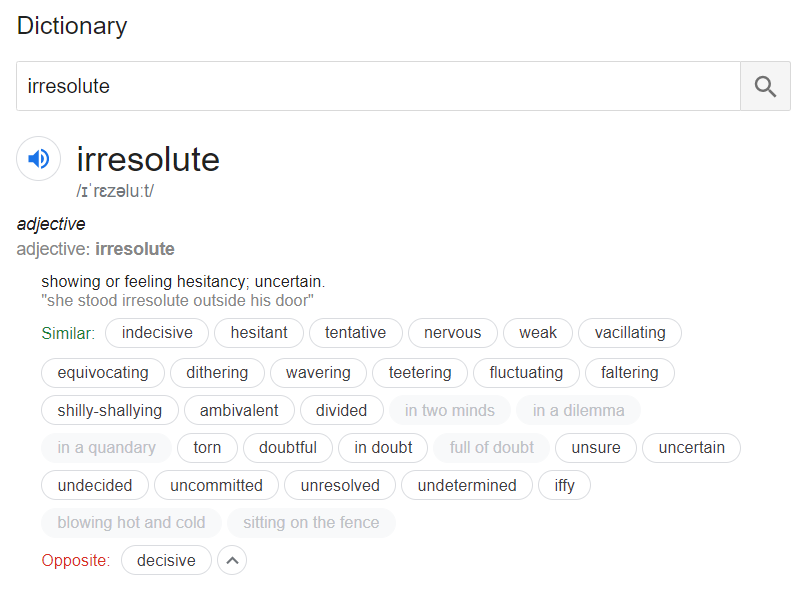 Dictionary
irresolute
irresolute
/ɪˈrɛzəluːt/
adjective
adjective: irresolute
showing or feeling hesitancy; uncertain.
"she stood irresolute outside his door"
Similar: indecisive hesitant tentative nervous weak vacillating
equivocating dithering wavering teetering fluctuating faltering
shilly-shallying ambivalent divided in two minds in a dilemma
in a quandary torn doubtful in doubt full of doubt unsure uncertain
undecided uncommitted unresolved undetermined iffy
blowing hot and cold sitting on the fence
Opposite: decisive